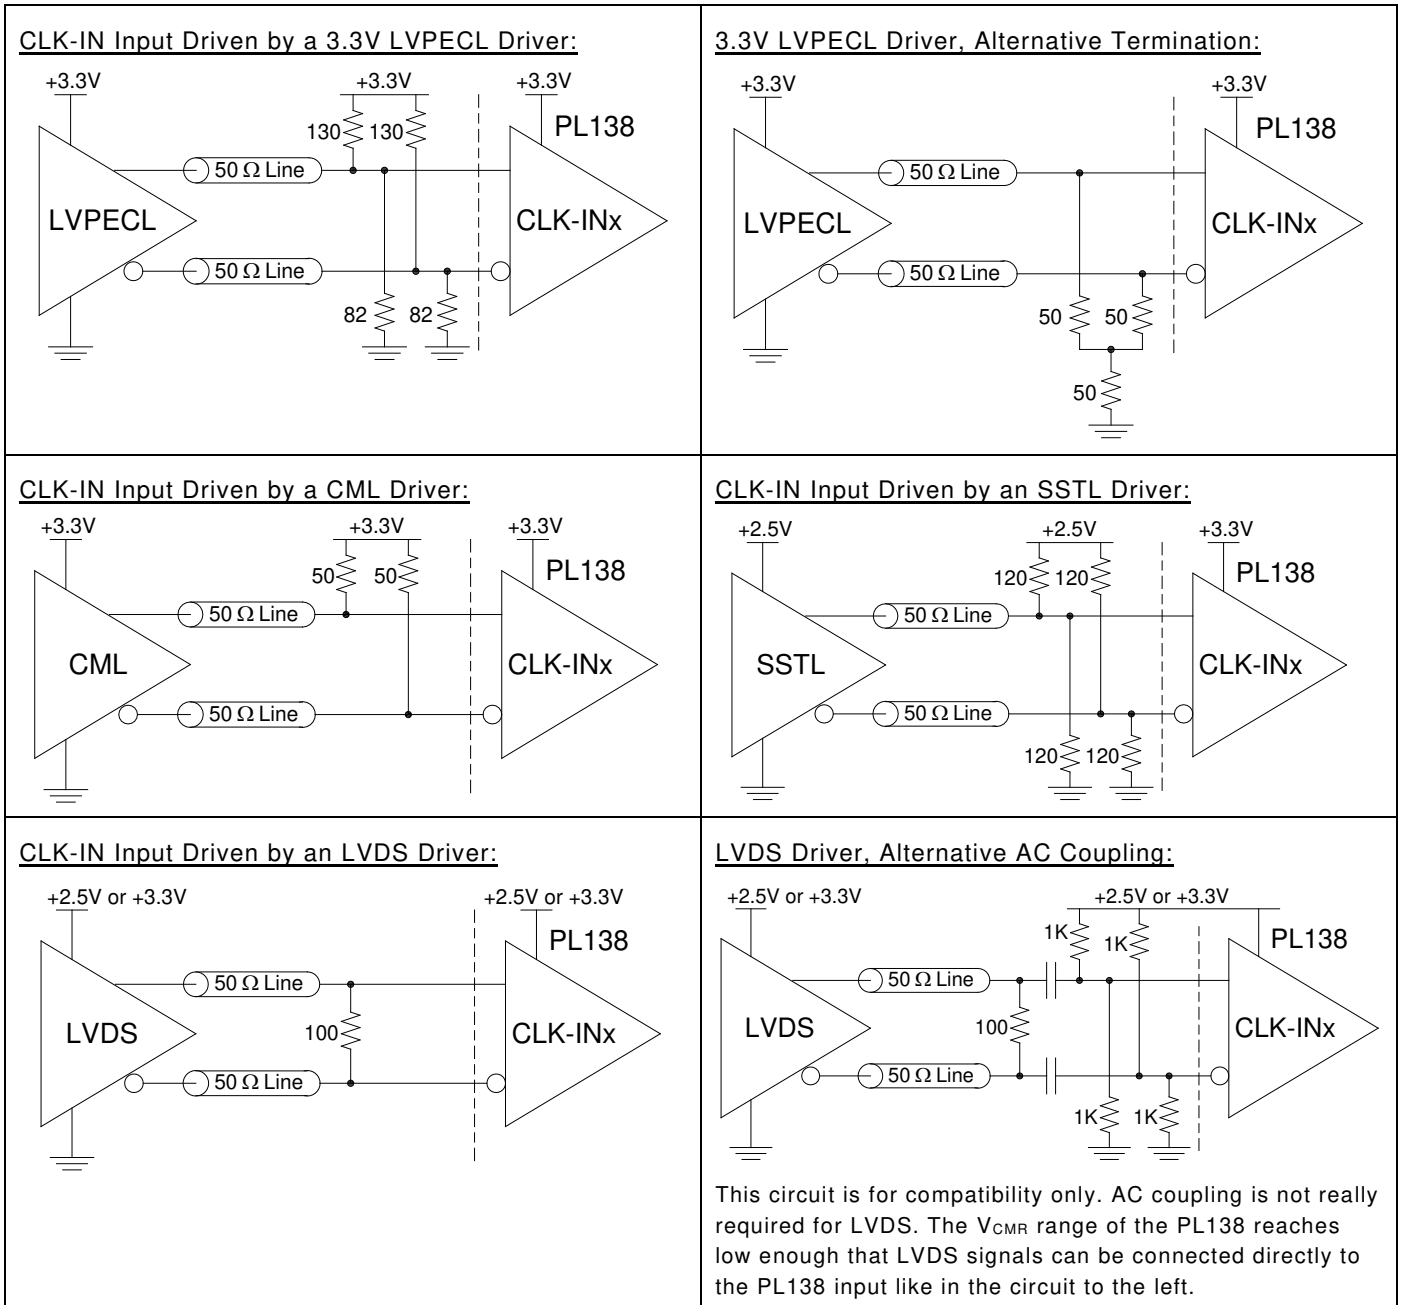 CLK-IN Input Driven by a 3.3V LVPECL Driver:
+3.3V
+3.3V
+3.3V
130
130
PL138
50 Ω Line
LVPECL
CLK-INx
50 Ω Line
82
82
3.3V LVPECL Driver, Alternative Termination:
+3.3V
+3.3V
PL138
50 Ω Line
LVPECL
CLK-INx
50 Ω Line
50
50
50
CLK-IN Input Driven by a CML Driver:
+3.3V
+3.3V
+3.3V
50
50
PL138
50 Ω Line
CML
CLK-INx
50 Ω Line
CLK-IN Input Driven by an SSTL Driver:
+2.5V
+2.5V
+3.3V
120
120
PL138
50 Ω Line
SSTL
CLK-INx
50 Ω Line
120
120
CLK-IN Input Driven by an LVDS Driver:
+2.5V or +3.3V
+2.5V or +3.3V
PL138
50 Ω Line
LVDS
100
CLK-INx
50 Ω Line
LVDS Driver, Alternative AC Coupling:
+2.5V or +3.3V
+2.5V or +3.3V
1K
1K
PL138
50 Ω Line
LVDS
100
CLK-INx
50 Ω Line
1K
1K
This circuit is for compatibility only. AC coupling is not really
required for LVDS. The VCMR range of the PL138 reaches
low enough that LVDS signals can be connected directly to
the PL138 input like in the circuit to the left.